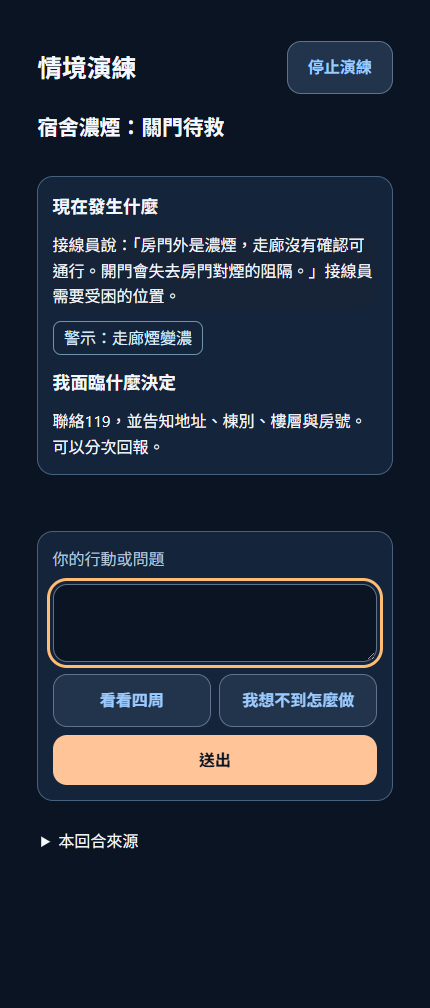 情境演練
停止演練
宿舍濃煙：關門待救
現在發生什麼
接線員說：「房門外是濃煙，走廊沒有確認可
通行。開門會失去房門對煙的阻隔。」接線員
需要受困的位置。
警示：走廊煙變濃
我面臨什麼決定
聯絡119，並告知地址、棟別、樓層與房號。
可以分次回報。
你的行動或問題
看看四周
我想不到怎麼做
送出
本回合來源